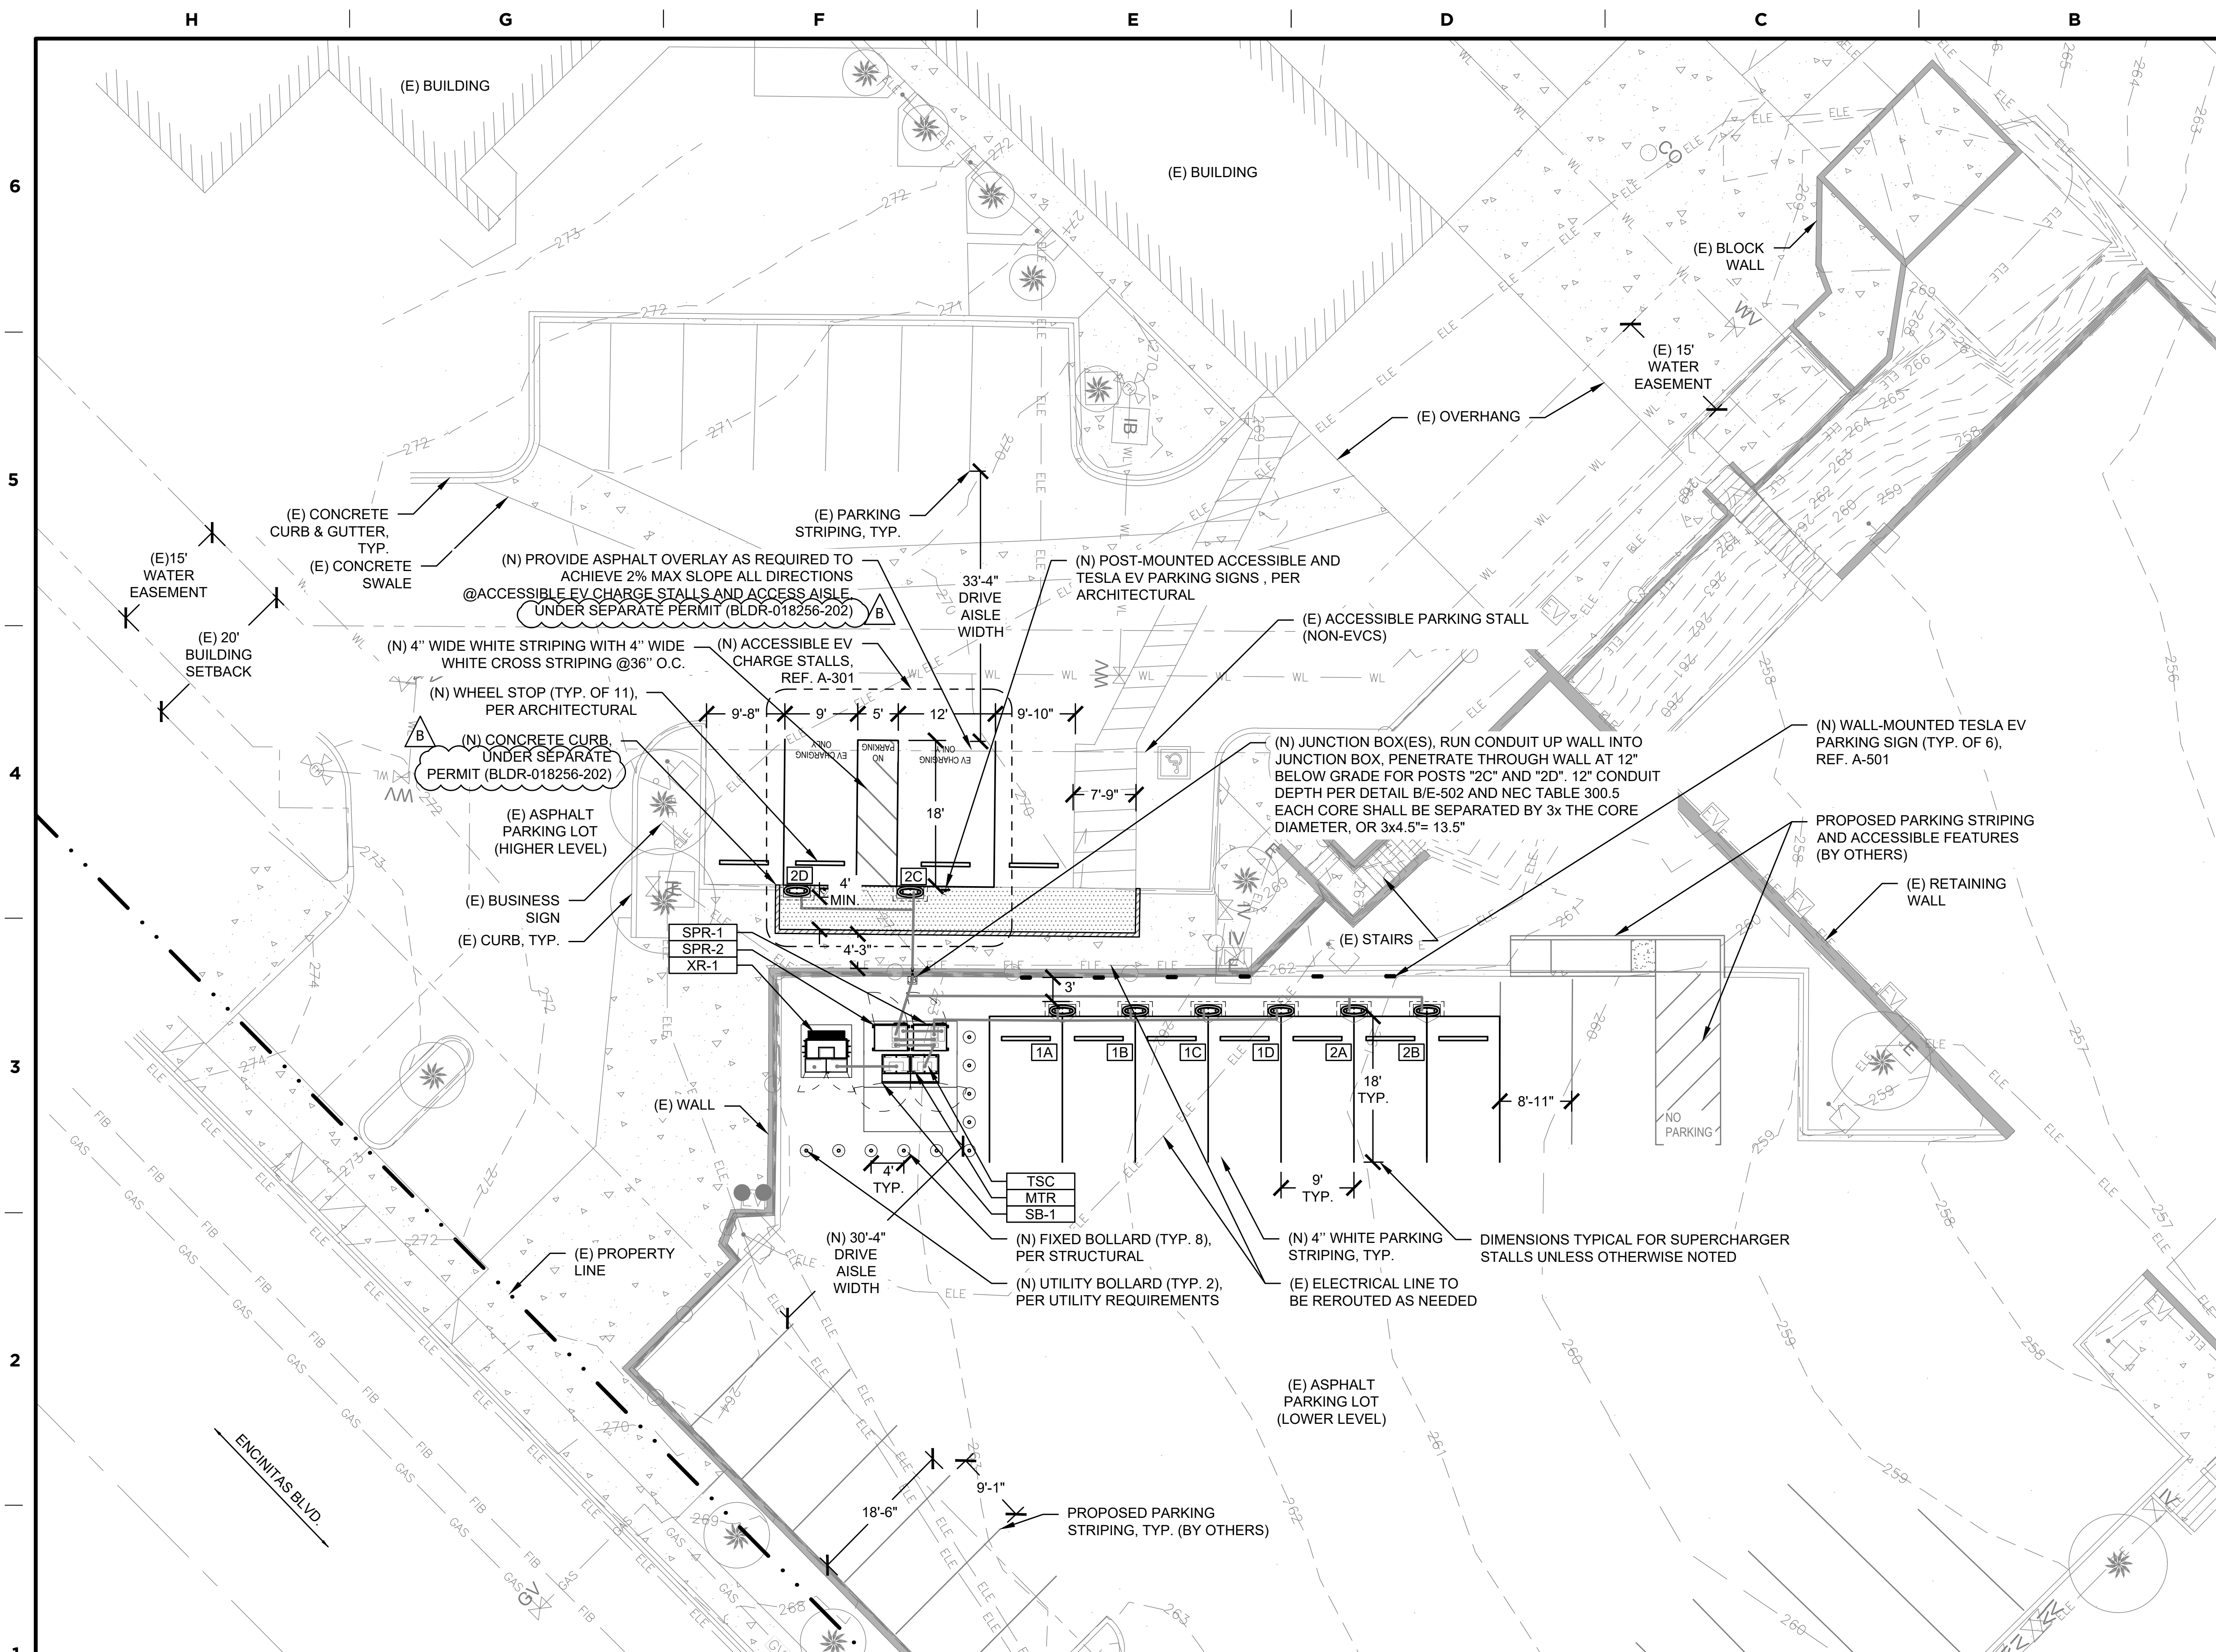 H G F E D C B
6
5
4
3
2
1
(E) BUILDING
(E) BUILDING
(E) BLOCK
WALL
(E) 15'
WATER
EASEMENT
(E) OVERHANG
(E) CONCRETE
CURB & GUTTER,
TYP.
(E) CONCRETE
SWALE
(E) PARKING
STRIPING, TYP.
(E)15'
WATER
EASEMENT
(E) 20'
BUILDING
SETBACK
(N) PROVIDE ASPHALT OVERLAY AS REQUIRED TO
ACHIEVE 2% MAX SLOPE ALL DIRECTIONS
@ACCESSIBLE EV CHARGE STALLS AND ACCESS AISLE,
UNDER SEPARATE PERMIT (BLDR-018256-202)
B
33'-4"
DRIVE
AISLE
WIDTH
(N) POST-MOUNTED ACCESSIBLE AND
TESLA EV PARKING SIGNS , PER
ARCHITECTURAL
(E) ACCESSIBLE PARKING STALL
(NON-EVCS)
(N) 4'' WIDE WHITE STRIPING WITH 4'' WIDE
WHITE CROSS STRIPING @36'' O.C.
(N) ACCESSIBLE EV
CHARGE STALLS,
REF. A-301
(N) WHEEL STOP (TYP. OF 11),
PER ARCHITECTURAL
B
(N) CONCRETE CURB,
UNDER SEPARATE
PERMIT (BLDR-018256-202)
9'-8"
9'
5'
12'
9'-10"
EV CHARGING
ONLY
NO
PARKING
EV CHARGING
ONLY
18'
7'-9"
(N) JUNCTION BOX(ES), RUN CONDUIT UP WALL INTO
JUNCTION BOX, PENETRATE THROUGH WALL AT 12"
BELOW GRADE FOR POSTS "2C" AND "2D". 12" CONDUIT
DEPTH PER DETAIL B/E-502 AND NEC TABLE 300.5
EACH CORE SHALL BE SEPARATED BY 3x THE CORE
DIAMETER, OR 3x4.5"= 13.5"
(N) WALL-MOUNTED TESLA EV
PARKING SIGN (TYP. OF 6),
REF. A-501
PROPOSED PARKING STRIPING
AND ACCESSIBLE FEATURES
(BY OTHERS)
(E) RETAINING
WALL
(E) ASPHALT
PARKING LOT
(HIGHER LEVEL)
(E) BUSINESS
SIGN
(E) CURB, TYP.
2D
2C
4'
MIN.
4'-3"
SPR-1
SPR-2
XR-1
(E) STAIRS
3'
1A
1B
1C
1D
2A
2B
18'
TYP.
8'-11"
NO
PARKING
(E) WALL
4'
TYP.
TSC
MTR
SB-1
9'
TYP.
(N) 30'-4"
DRIVE
AISLE
WIDTH
(N) FIXED BOLLARD (TYP. 8),
PER STRUCTURAL
(N) UTILITY BOLLARD (TYP. 2),
PER UTILITY REQUIREMENTS
(N) 4'' WHITE PARKING
STRIPING, TYP.
(E) ELECTRICAL LINE TO
BE REROUTED AS NEEDED
DIMENSIONS TYPICAL FOR SUPERCHARGER
STALLS UNLESS OTHERWISE NOTED
(E) PROPERTY
LINE
(E) ASPHALT
PARKING LOT
(LOWER LEVEL)
18'-6"
9'-1"
PROPOSED PARKING
STRIPING, TYP. (BY OTHERS)
ENCINITAS BLVD.